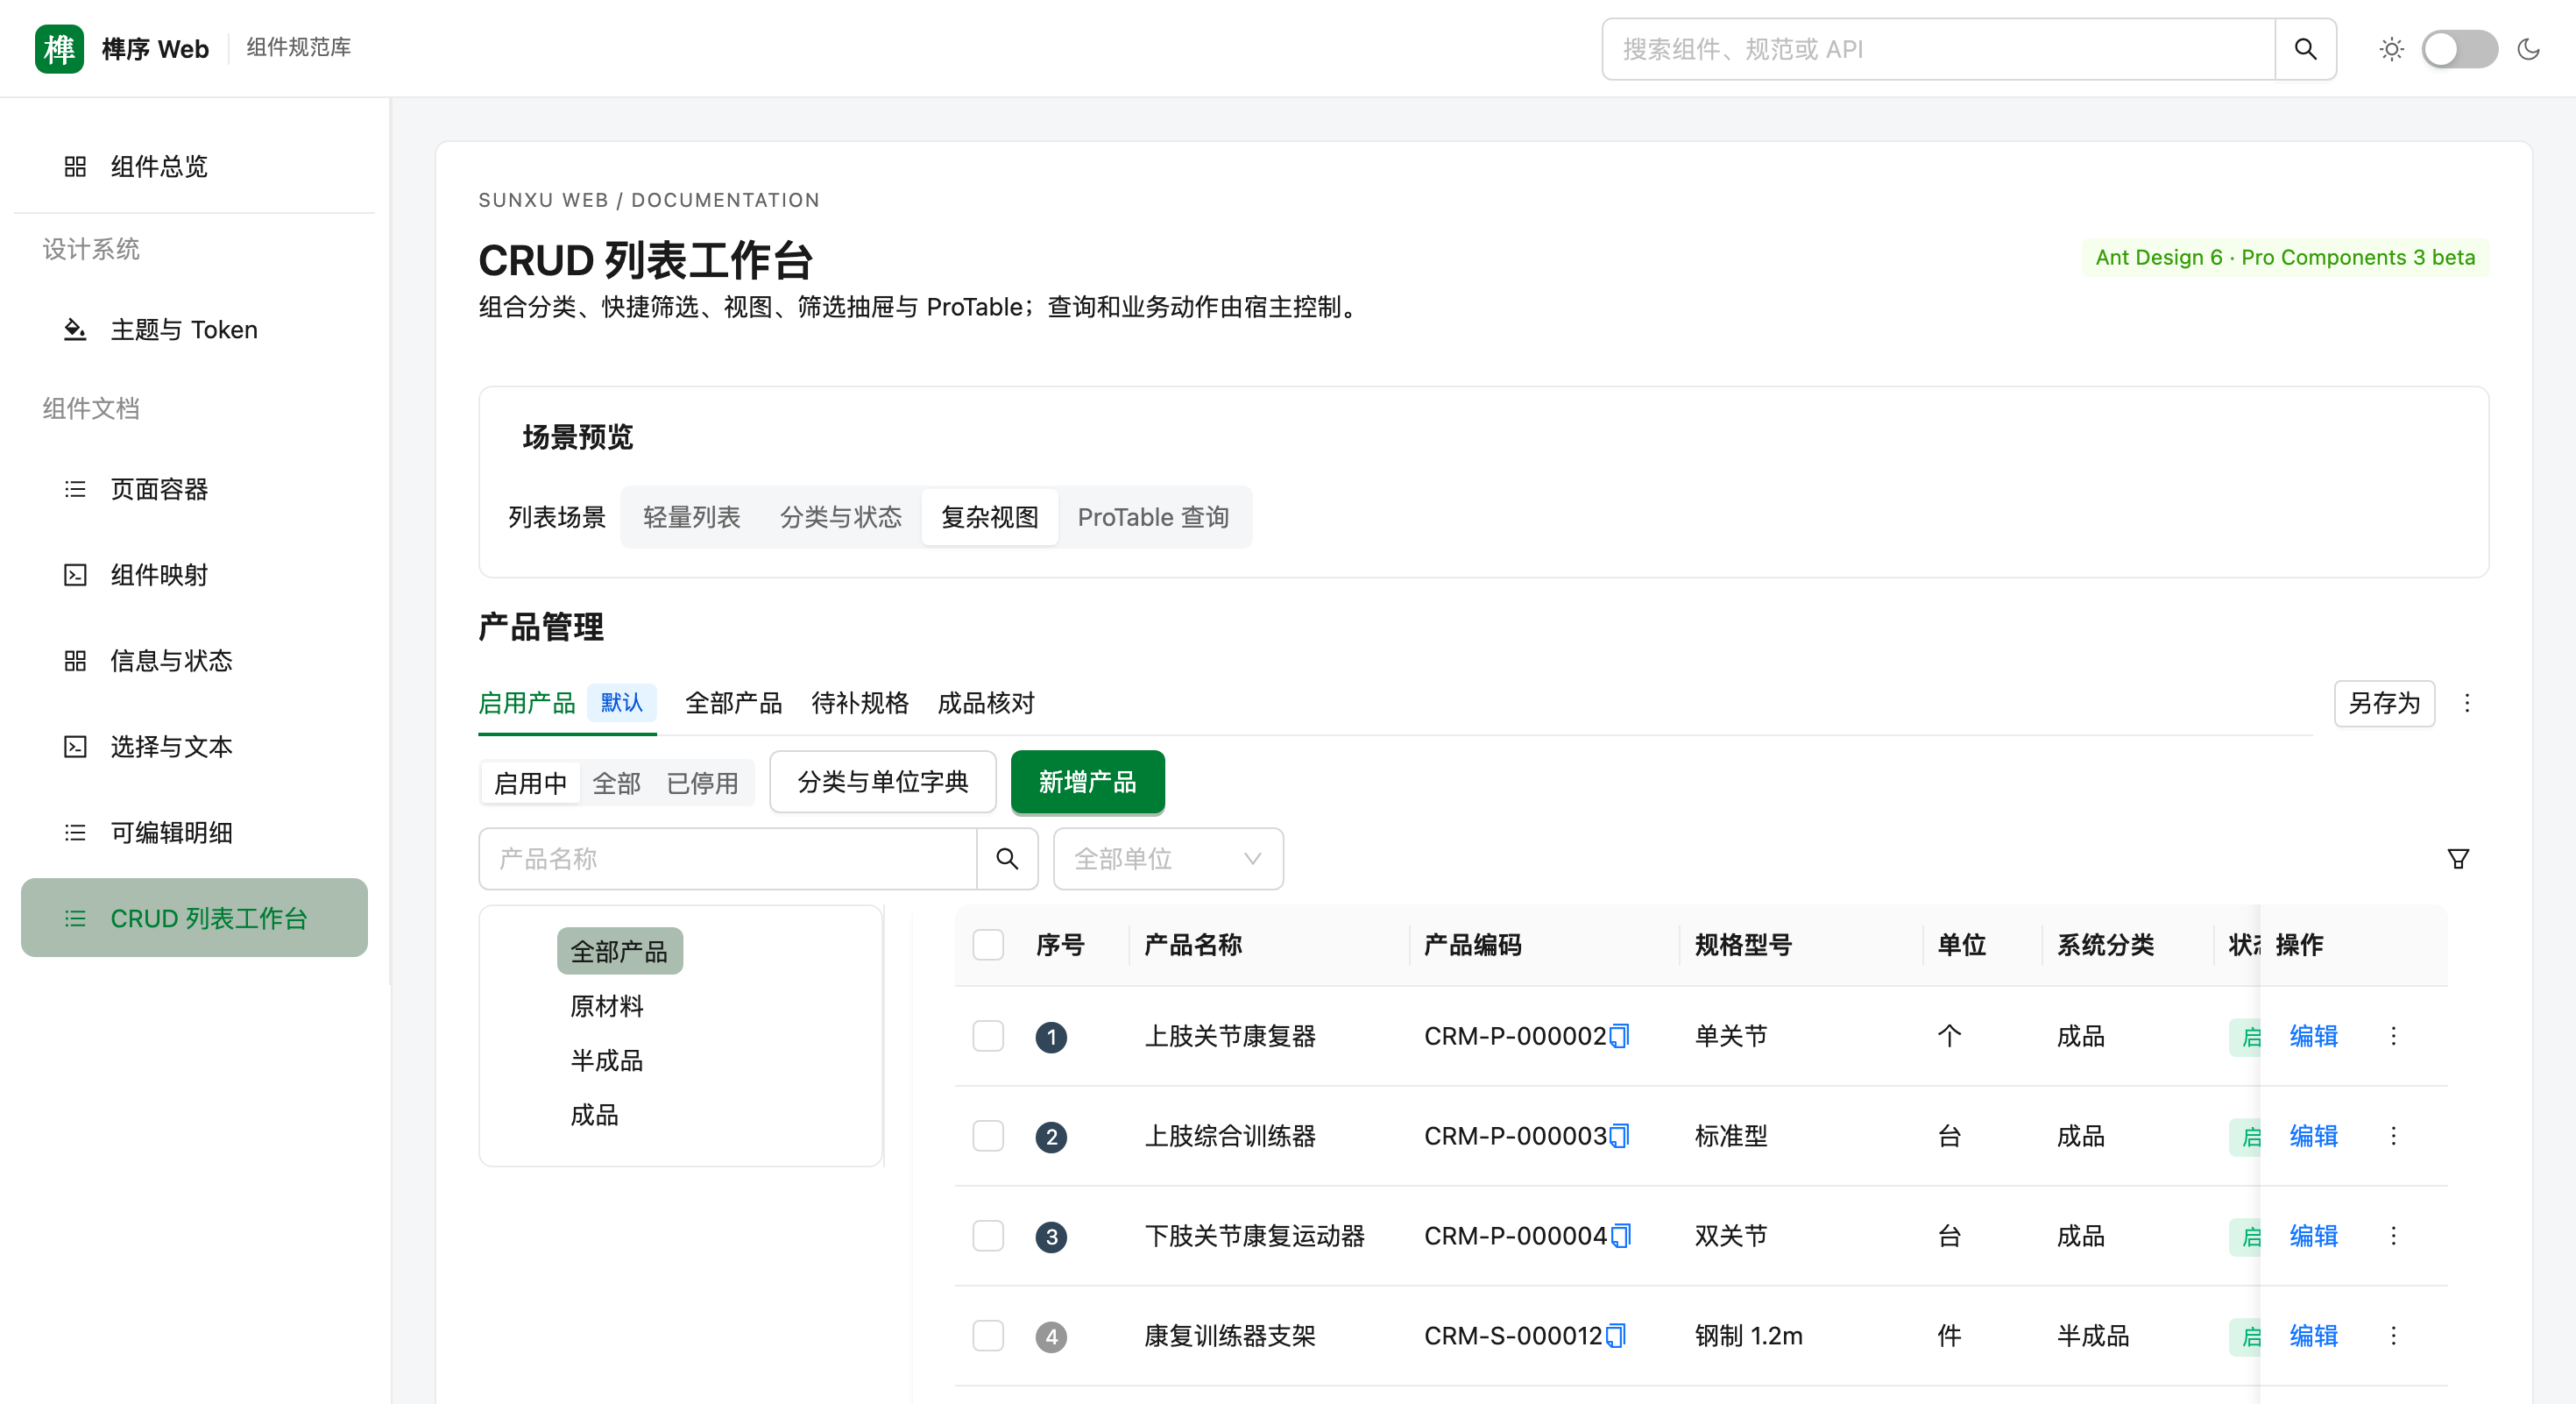 榫 榫序 Web 组件规范库 搜索组件、规范或 API
组件总览
设计系统
主题与 Token
组件文档
页面容器
组件映射
信息与状态
选择与文本
可编辑明细
CRUD 列表工作台
SUNXU WEB / DOCUMENTATION
CRUD 列表工作台
Ant Design 6 · Pro Components 3 beta
组合分类、快捷筛选、视图、筛选抽屉与 ProTable；查询和业务动作由宿主控制。
场景预览
列表场景 轻量列表 分类与状态 复杂视图 ProTable 查询
产品管理
启用产品 默认 全部产品 待补规格 成品核对 另存为
启用中 全部 已停用 分类与单位字典 新增产品
产品名称 全部单位
全部产品
原材料
半成品
成品
序号 产品名称 产品编码 规格型号 单位 系统分类 状态 操作
1 上肢关节康复器 CRM-P-000002 单关节 个 成品 启 编辑
2 上肢综合训练器 CRM-P-000003 标准型 台 成品 启 编辑
3 下肢关节康复运动器 CRM-P-000004 双关节 台 成品 启 编辑
4 康复训练器支架 CRM-S-000012 钢制 1.2m 件 半成品 启 编辑